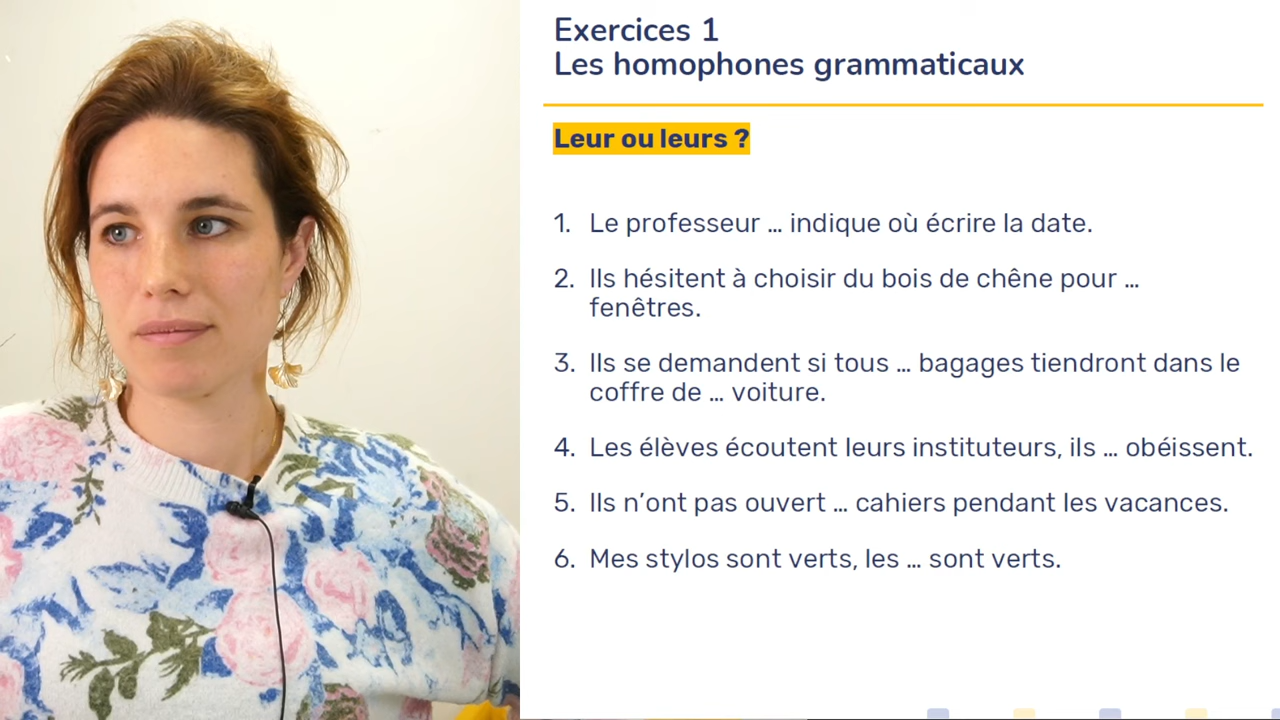 Exercices 1
Les homophones grammaticaux
Leur ou leurs ?
1. Le professeur ... indique où écrire la date.
2. Ils hésitent à choisir du bois de chêne pour ...
fenêtres.
3. Ils se demandent si tous ... bagages tiendront dans le
coffre de ... voiture.
4. Les élèves écoutent leurs instituteurs, ils ... obéissent.
5. Ils n’ont pas ouvert ... cahiers pendant les vacances.
6. Mes stylos sont verts, les ... sont verts.